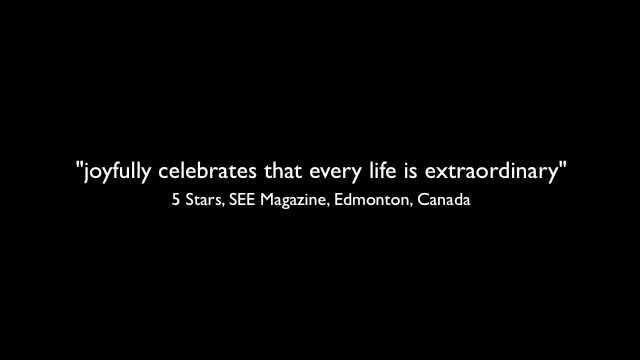 "joyfully celebrates that every life is extraordinary"
5 Stars, SEE Magazine, Edmonton, Canada